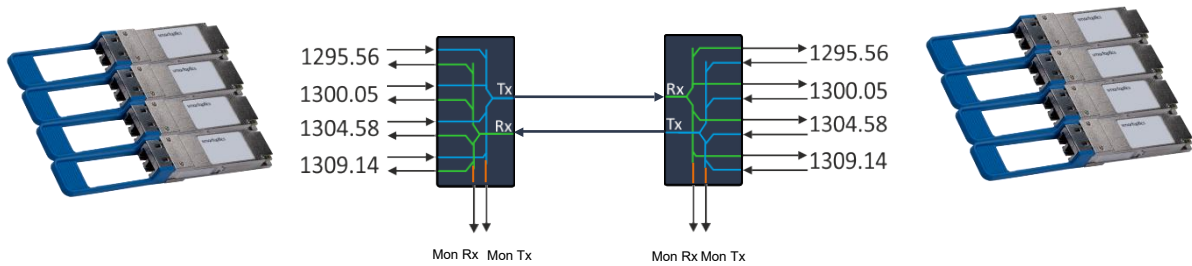 1295.56
1300.05
1304.58
1309.14
Tx
Rx
Mon Rx Mon Tx
Rx
Tx
1295.56
1300.05
1304.58
1309.14
Mon Rx Mon Tx